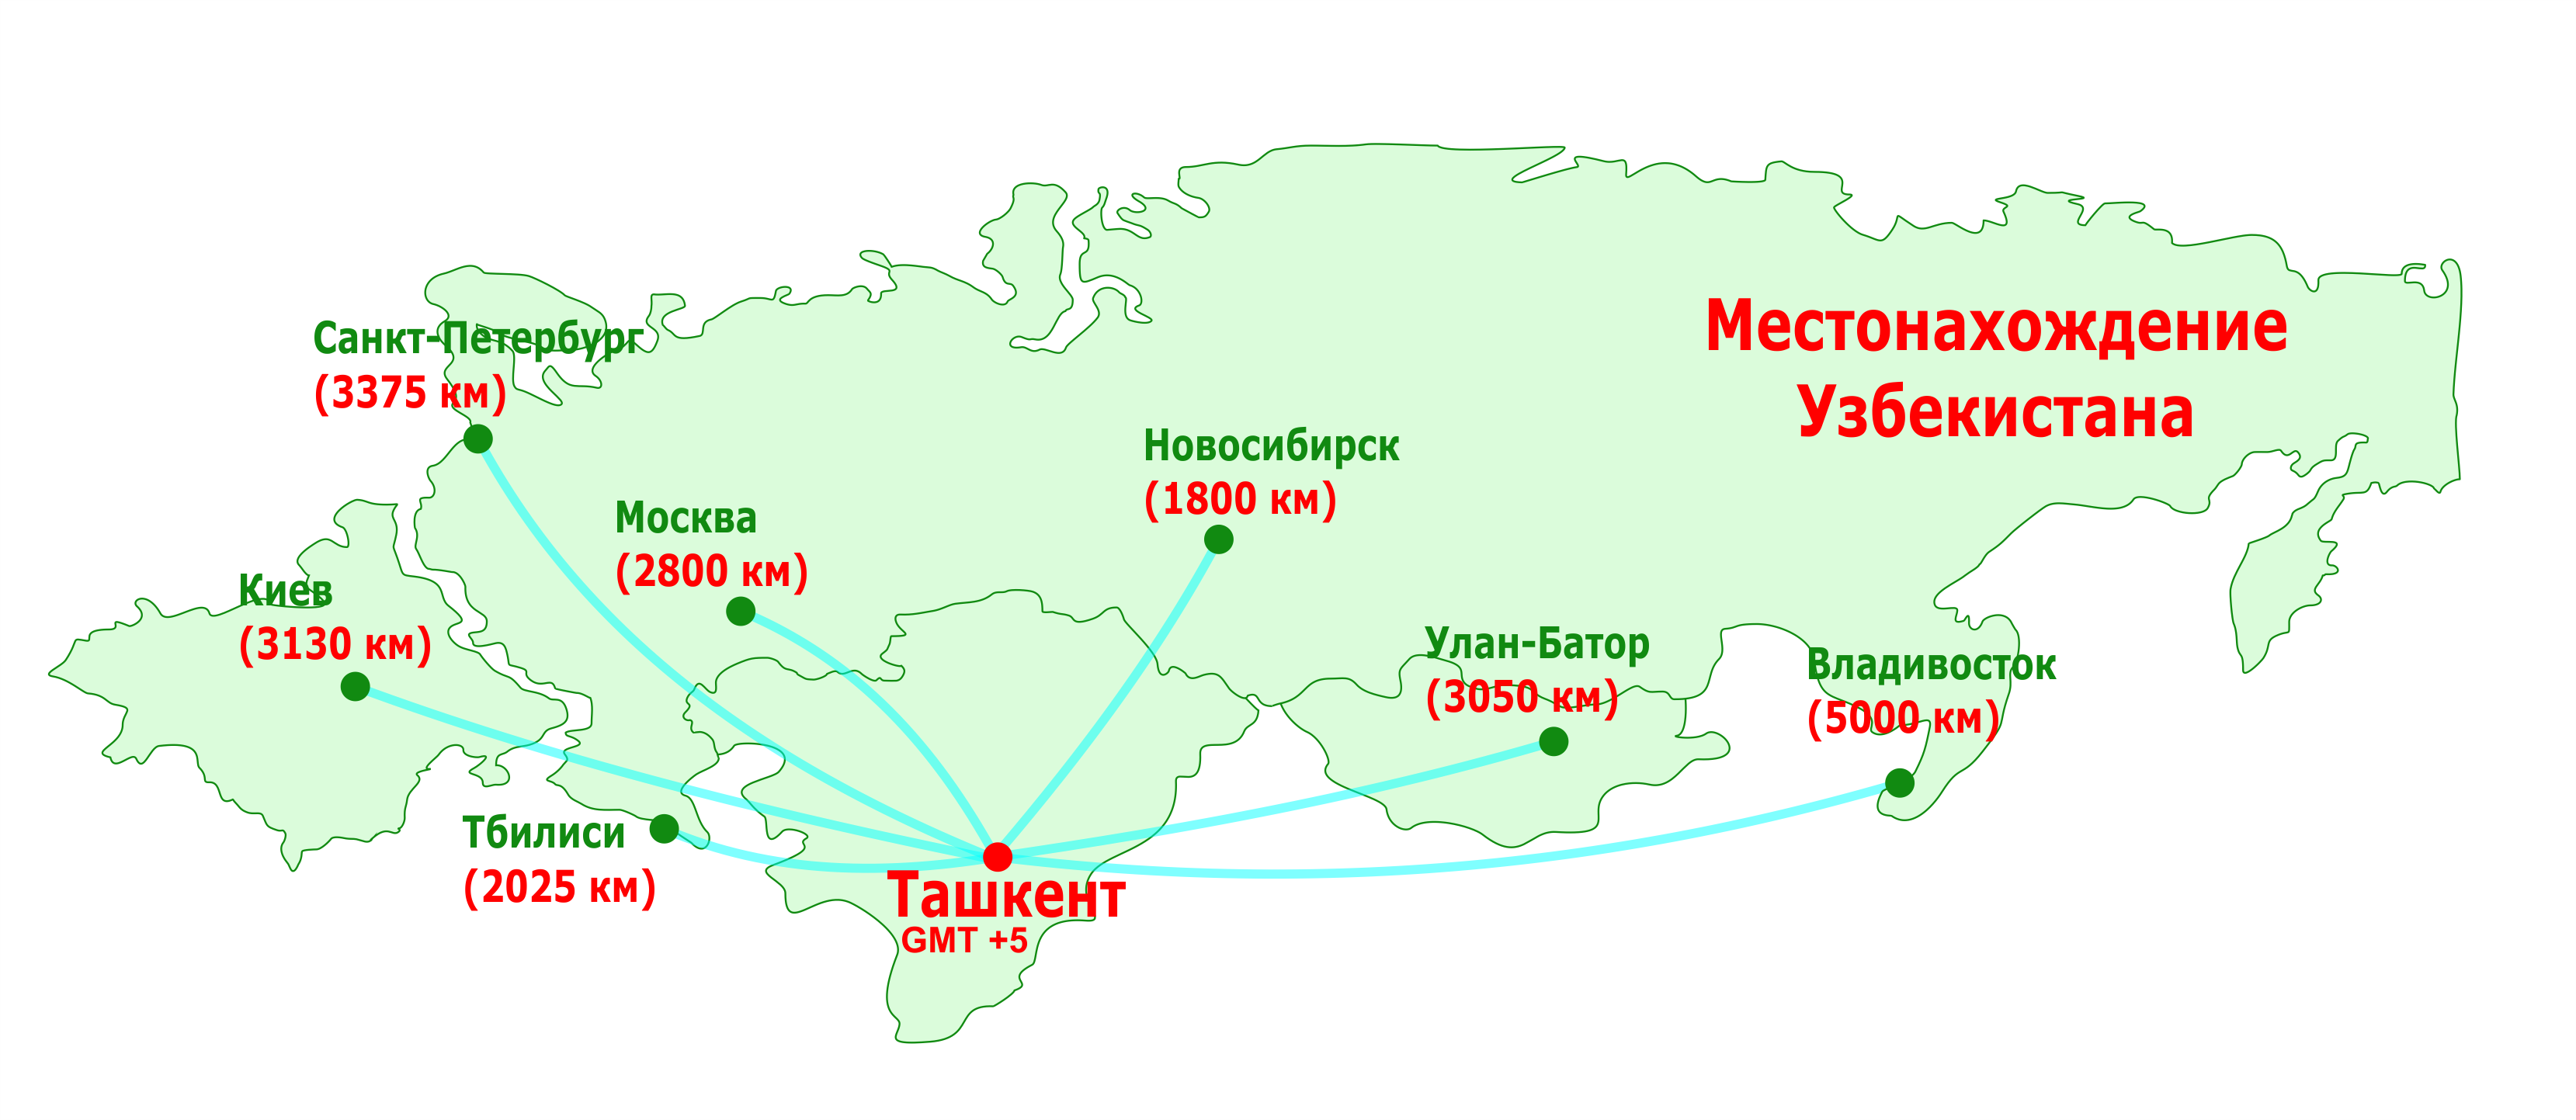 Местонахождение
Узбекистана
Санкт-Петербург
(3375 км)
Новосибирск
(1800 км)
Москва
(2800 км)
Киев
(3130 км)
Улан-Батор
(3050 км)
Владивосток
(5000 км)
Тбилиси
(2025 км)
Ташкент
GMT +5